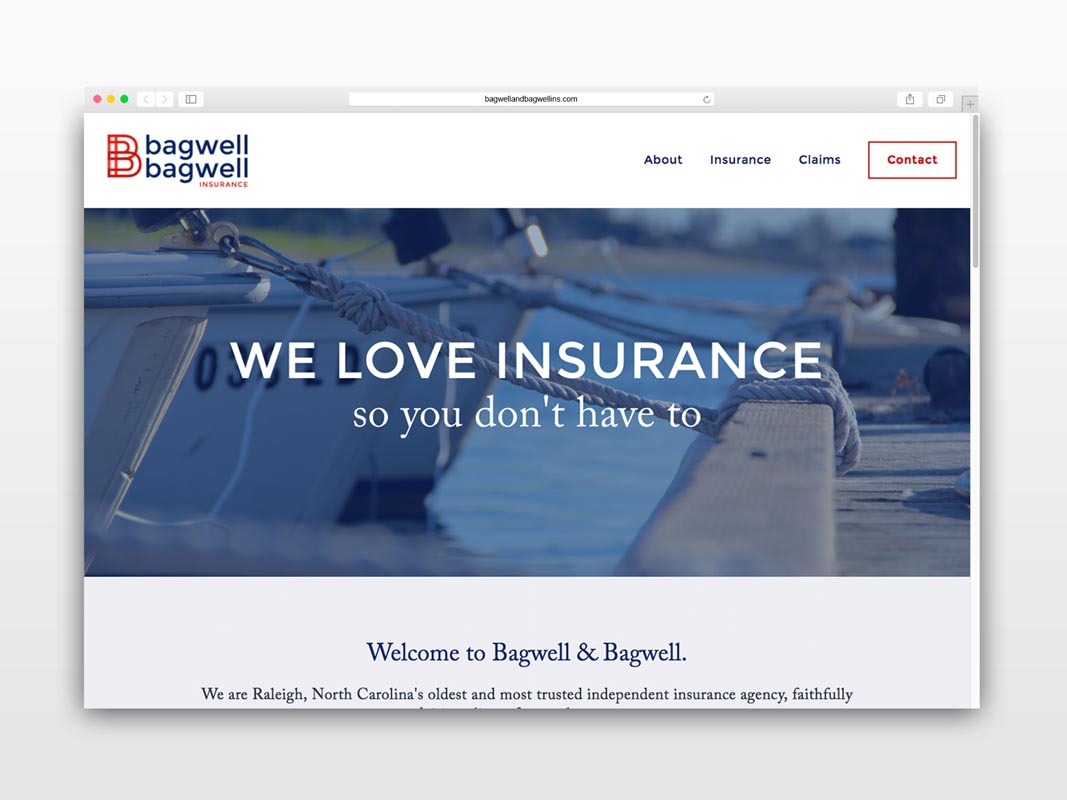 bagwellandbagwellins.com
bagwell
bagwell
INSURANCE
About Insurance Claims Contact
WE LOVE INSURANCE
so you don't have to
Welcome to Bagwell & Bagwell.
We are Raleigh, North Carolina's oldest and most trusted independent insurance agency, faithfully